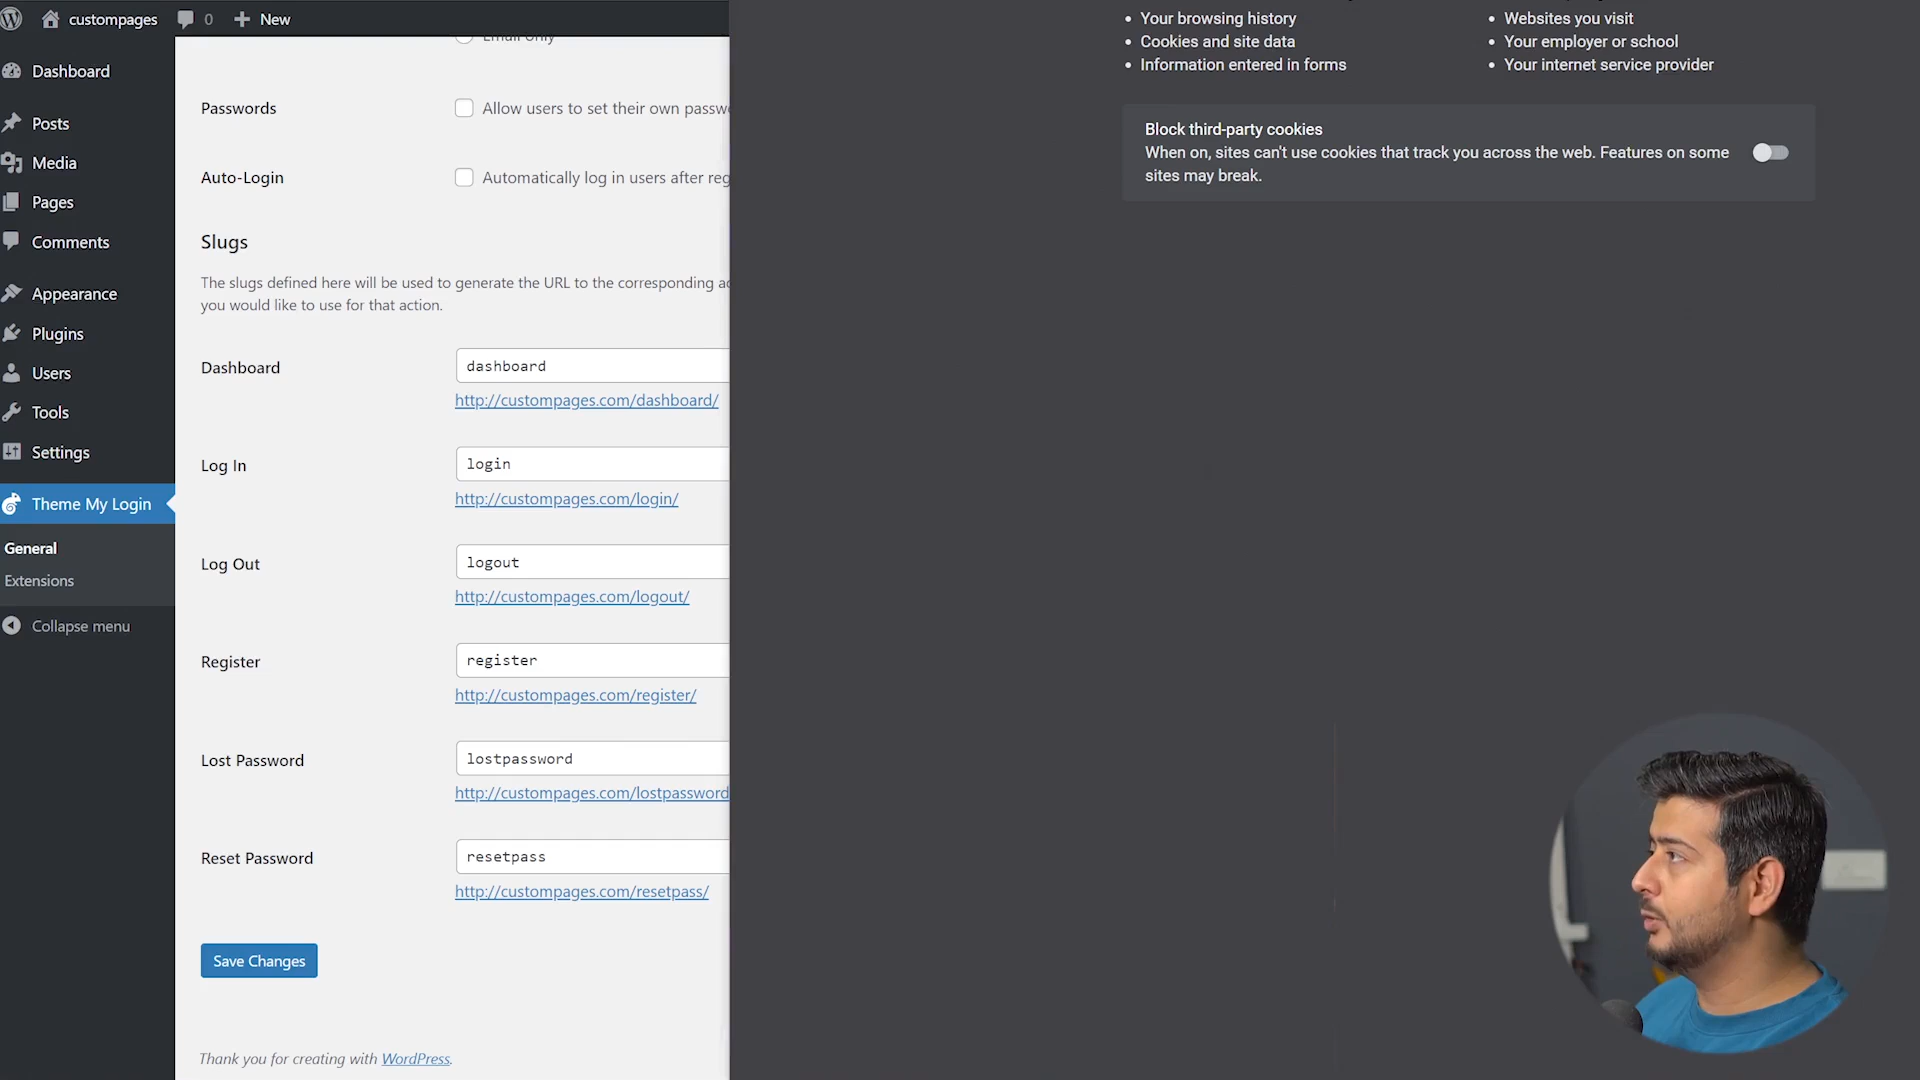 custompages
0
New
Dashboard
Posts
Media
Pages
Comments
Appearance
Plugins
Users
Tools
Settings
Theme My Login
General
Extensions
Collapse menu
Email only
Passwords
Allow users to set their own
Auto-Login
Automatically log in users after
Slugs
The slugs defined here will be used to generate the URL to the corresponding
you would like to use for that action.
Dashboard
dashboard
http://custompages.com/dashboard/
Log In
login
http://custompages.com/login/
Log Out
logout
http://custompages.com/logout/
Register
register
http://custompages.com/register/
Lost Password
lostpassword
http://custompages.com/lostpassword
Reset Password
resetpass
http://custompages.com/resetpass/
Save Changes
Thank you for creating with WordPress.
• Your browsing history
• Cookies and site data
• Information entered in forms
• Websites you visit
• Your employer or school
• Your internet service provider
Block third-party cookies
When on, sites can't use cookies that track you across the web. Features on some
sites may break.